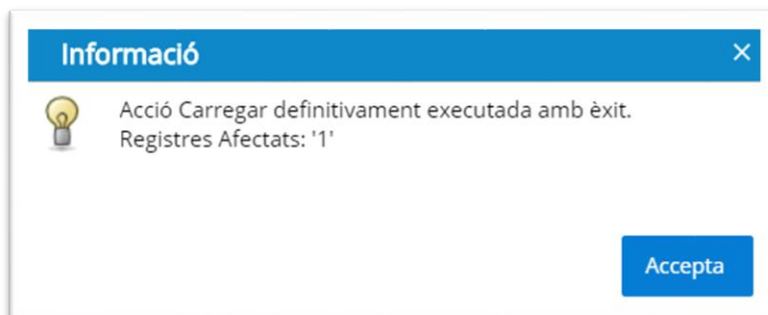 Informació
Acció Carregar definitivament executada amb èxit.
Registres Afectats: '1'
Accepta